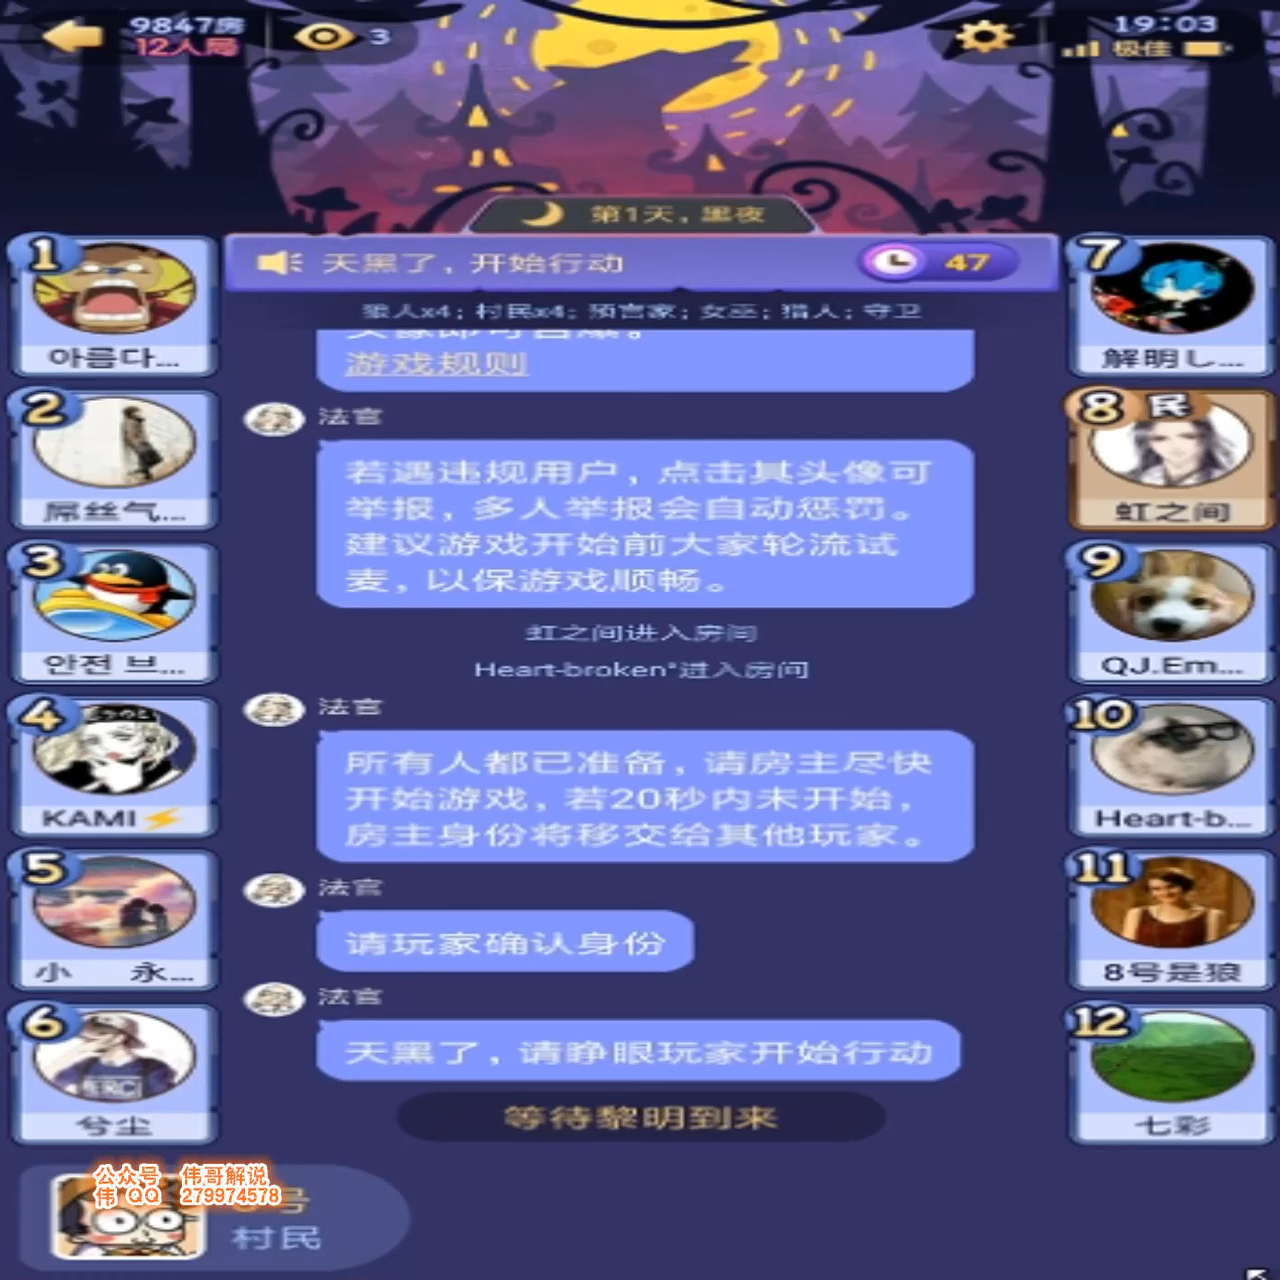 9847房
12人局
3
19:03
极佳
第1天，黑夜
天黑了，开始行动
47
狼人x4；村民x4；预言家；女巫；猎人；守卫
游戏规则
法官
若遇违规用户，点击其头像可
举报，多人举报会自动惩罚。
建议游戏开始前大家轮流试
麦，以保游戏顺畅。
虹之间进入房间
Heart-broken°进入房间
法官
所有人都已准备，请房主尽快
开始游戏，若20秒内未开始，
房主身份将移交给其他玩家。
法官
请玩家确认身份
法官
天黑了，请睁眼玩家开始行动
等待黎明到来
1
아름다...
2
屌丝气...
3
안전 브...
4
KAMI⚡
5
小 永...
6
兮尘
7
解明し...
8 民
虹之间
9
QJ.Em...
10
Heart-b...
11
8号是狼
12
七彩
公众号 伟哥解说
伟 QQ 279974578
号
村民